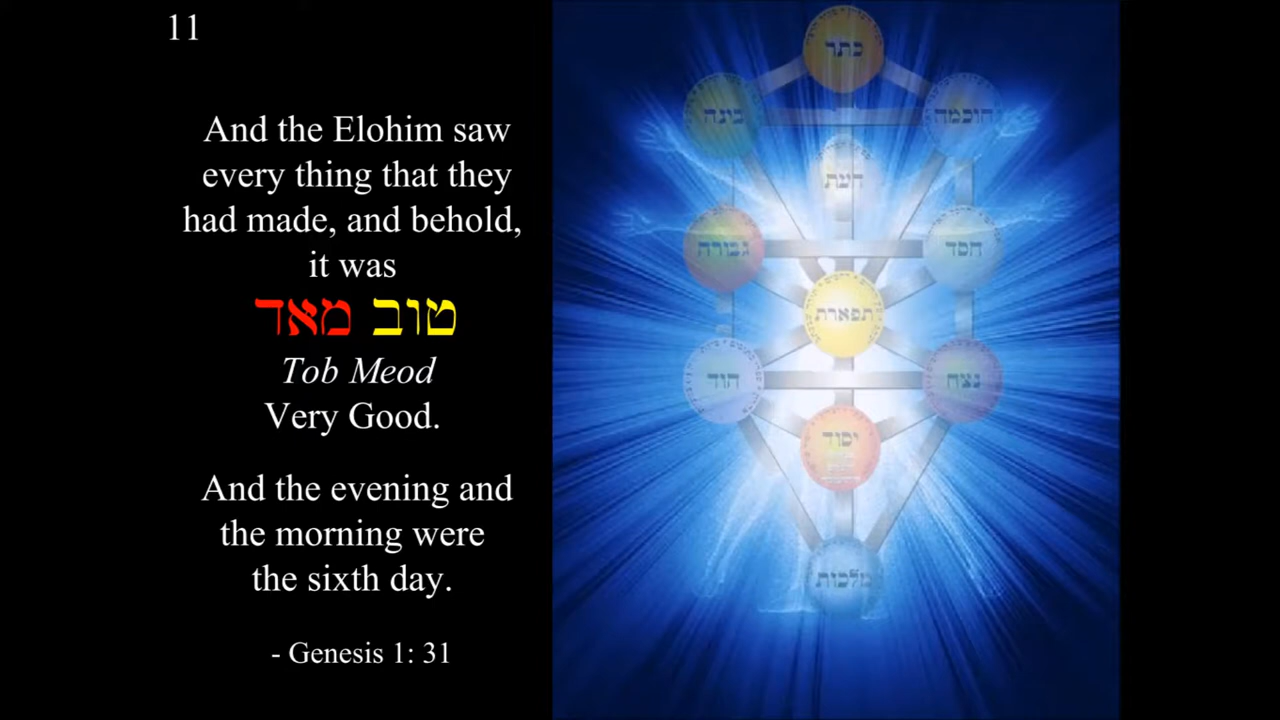 11
And the Elohim saw
every thing that they
had made, and behold,
it was
טוב מאד
Tob Meod
Very Good.
And the evening and
the morning were
the sixth day.
- Genesis 1: 31
כתר
בינה
חוכמה
דעת
גבורה
חסד
תפארת
הוד
נצח
יסוד
מלכות